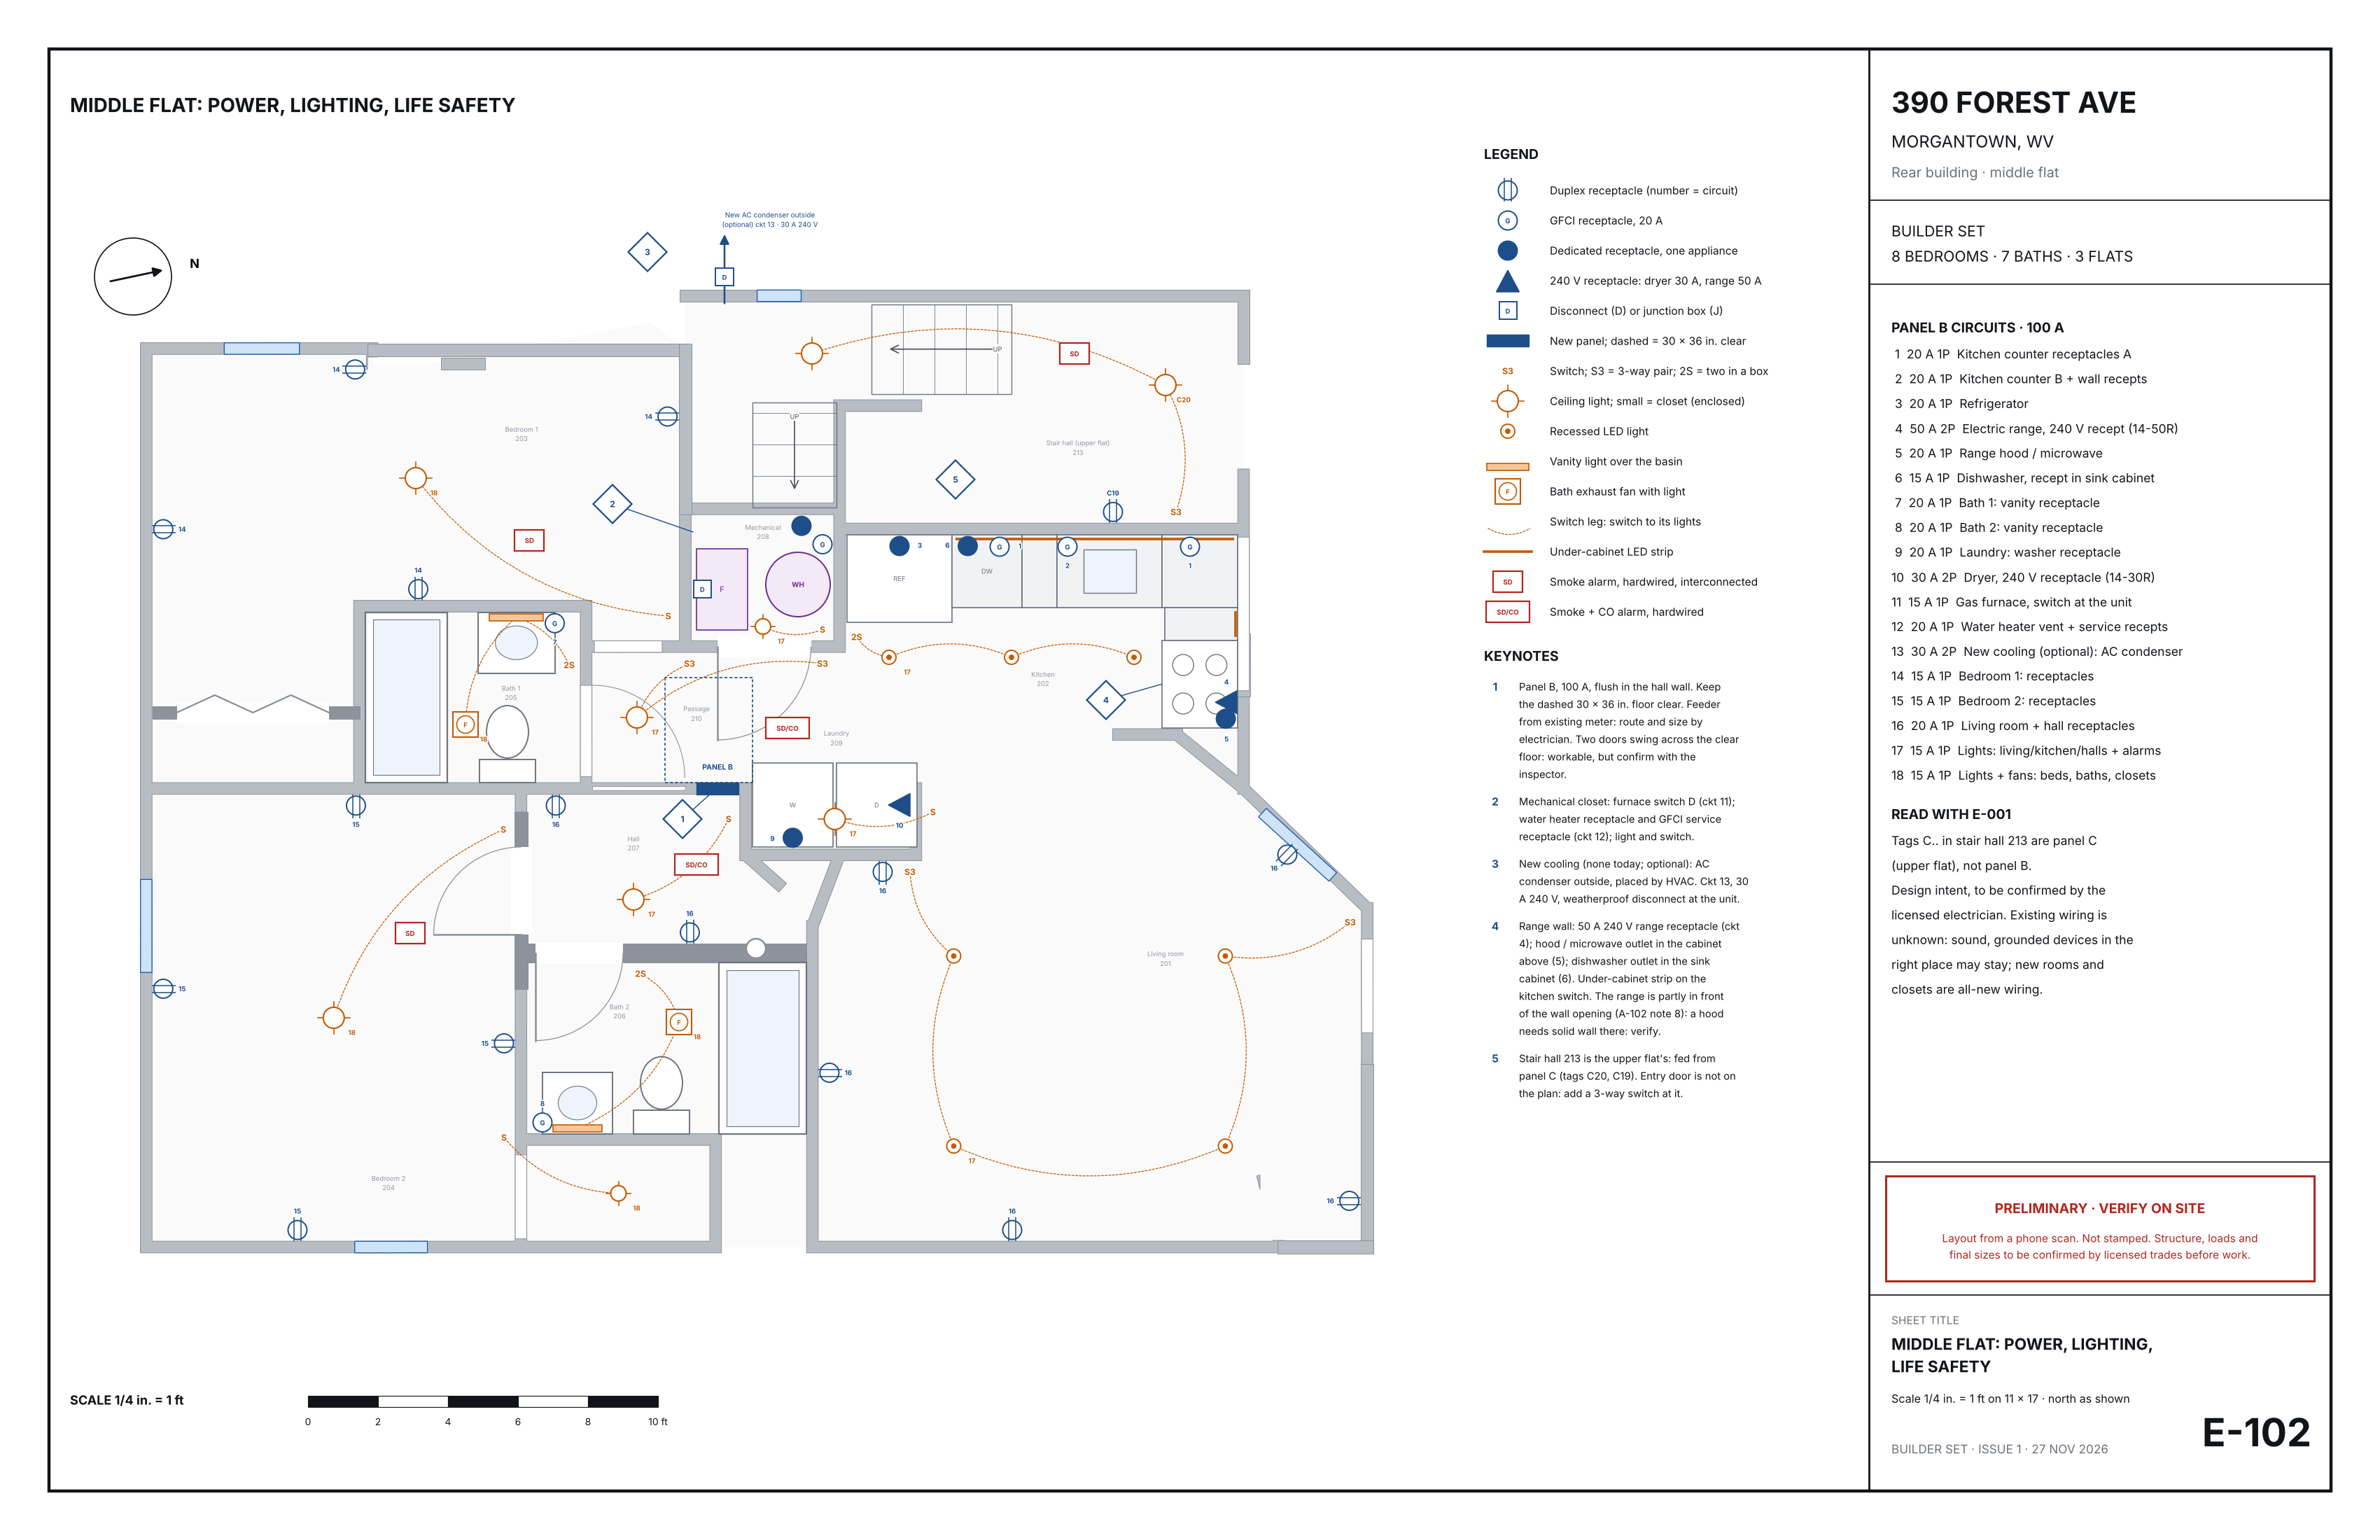 MIDDLE FLAT: POWER, LIGHTING, LIFE SAFETY
N
New AC condenser outside
(optional) ckt 13 · 30 A 240 V
3
D
UP
SD
C20
UP
Stair hall (upper flat)
213
5
C19
S3
14
14
Bedroom 1
203
18
14
SD
14
S
2
Mechanical
208
G
D
F
WH
17
S
3
REF
6
DW
G
1
G
2
G
1
2S
17
Kitchen
202
4
4
5
G
7
2S
Bath 1
205
F
18
S3
S3
17
Passage
210
SD/CO
Laundry
209
PANEL B
1
W
9
D
10
17
S
15
16
S
Hall
207
S
SD/CO
17
16
16
S3
16
S3
SD
15
18
15
2S
Bath 2
206
F
18
8
G
S
18
Bedroom 2
204
15
16
Living room
201
17
16
16
SCALE 1/4 in. = 1 ft
0 2 4 6 8 10 ft
LEGEND
Duplex receptacle (number = circuit)
G GFCI receptacle, 20 A
Dedicated receptacle, one appliance
240 V receptacle: dryer 30 A, range 50 A
D Disconnect (D) or junction box (J)
New panel; dashed = 30 × 36 in. clear
S3 Switch; S3 = 3-way pair; 2S = two in a box
Ceiling light; small = closet (enclosed)
Recessed LED light
Vanity light over the basin
F Bath exhaust fan with light
Switch leg: switch to its lights
Under-cabinet LED strip
SD Smoke alarm, hardwired, interconnected
SD/CO Smoke + CO alarm, hardwired
KEYNOTES
1 Panel B, 100 A, flush in the hall wall. Keep
the dashed 30 × 36 in. floor clear. Feeder
from existing meter: route and size by
electrician. Two doors swing across the clear
floor: workable, but confirm with the
inspector.
2 Mechanical closet: furnace switch D (ckt 11);
water heater receptacle and GFCI service
receptacle (ckt 12); light and switch.
3 New cooling (none today; optional): AC
condenser outside, placed by HVAC. Ckt 13, 30
A 240 V, weatherproof disconnect at the unit.
4 Range wall: 50 A 240 V range receptacle (ckt
4); hood / microwave outlet in the cabinet
above (5); dishwasher outlet in the sink
cabinet (6). Under-cabinet strip on the
kitchen switch. The range is partly in front
of the wall opening (A-102 note 8): a hood
needs solid wall there: verify.
5 Stair hall 213 is the upper flat's: fed from
panel C (tags C20, C19). Entry door is not on
the plan: add a 3-way switch at it.
390 FOREST AVE
MORGANTOWN, WV
Rear building · middle flat
BUILDER SET
8 BEDROOMS · 7 BATHS · 3 FLATS
PANEL B CIRCUITS · 100 A
1 20 A 1P Kitchen counter receptacles A
2 20 A 1P Kitchen counter B + wall recepts
3 20 A 1P Refrigerator
4 50 A 2P Electric range, 240 V recept (14-50R)
5 20 A 1P Range hood / microwave
6 15 A 1P Dishwasher, recept in sink cabinet
7 20 A 1P Bath 1: vanity receptacle
8 20 A 1P Bath 2: vanity receptacle
9 20 A 1P Laundry: washer receptacle
10 30 A 2P Dryer, 240 V receptacle (14-30R)
11 15 A 1P Gas furnace, switch at the unit
12 20 A 1P Water heater vent + service recepts
13 30 A 2P New cooling (optional): AC condenser
14 15 A 1P Bedroom 1: receptacles
15 15 A 1P Bedroom 2: receptacles
16 20 A 1P Living room + hall receptacles
17 15 A 1P Lights: living/kitchen/halls + alarms
18 15 A 1P Lights + fans: beds, baths, closets
READ WITH E-001
Tags C.. in stair hall 213 are panel C
(upper flat), not panel B.
Design intent, to be confirmed by the
licensed electrician. Existing wiring is
unknown: sound, grounded devices in the
right place may stay; new rooms and
closets are all-new wiring.
PRELIMINARY · VERIFY ON SITE
Layout from a phone scan. Not stamped. Structure, loads and
final sizes to be confirmed by licensed trades before work.
SHEET TITLE
MIDDLE FLAT: POWER, LIGHTING,
LIFE SAFETY
Scale 1/4 in. = 1 ft on 11 × 17 · north as shown
BUILDER SET · ISSUE 1 · 27 NOV 2026
E-102